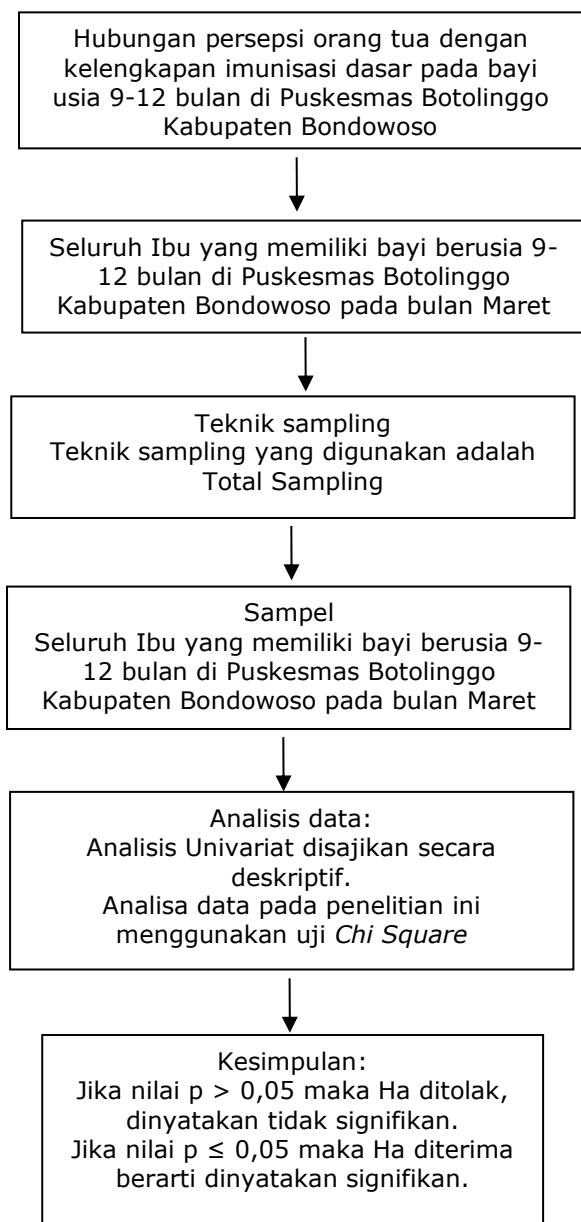 Hubungan persepsi orang tua dengan
kelengkapan imunisasi dasar pada bayi
usia 9-12 bulan di Puskesmas Botolinggo
Kabupaten Bondowoso
Seluruh Ibu yang memiliki bayi berusia 9-
12 bulan di Puskesmas Botolinggo
Kabupaten Bondowoso pada bulan Maret
Teknik sampling
Teknik sampling yang digunakan adalah
Total Sampling
Sampel
Seluruh Ibu yang memiliki bayi berusia 9-
12 bulan di Puskesmas Botolinggo
Kabupaten Bondowoso pada bulan Maret
Analisis data:
Analisis Univariat disajikan secara
deskriptif.
Analisa data pada penelitian ini
menggunakan uji Chi Square
Kesimpulan:
Jika nilai p > 0,05 maka Ha ditolak,
dinyatakan tidak signifikan.
Jika nilai p ≤ 0,05 maka Ha diterima
berarti dinyatakan signifikan.